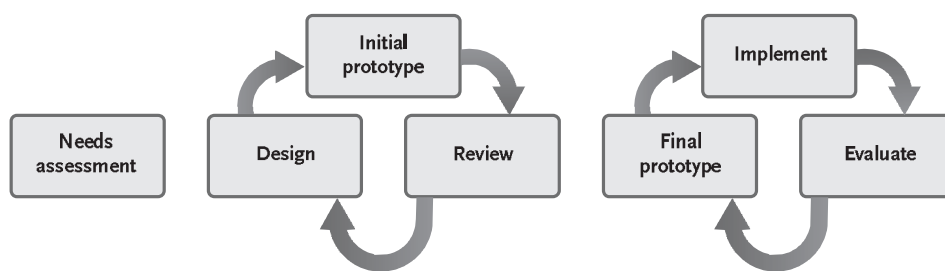 Needs
assessment
Design
Initial
prototype
Review
Final
prototype
Implement
Evaluate